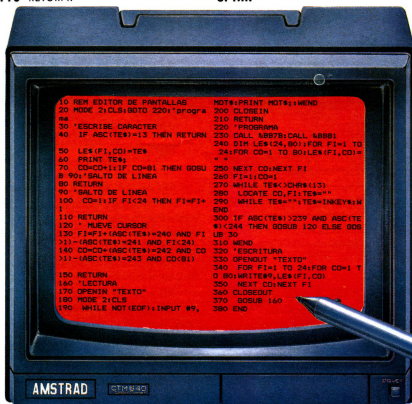 10 REM EDITOR DE PANTALLAS
20 MODE 2:CLS:GOTO 220:'progra
ma
30 'ESCRIBE CARACTER
40 IF ASC(TE$)=13 THEN RETURN
50 LE$(FI,CO)=TE$
60 PRINT TE$;
70 CO=CO+1:IF CO=81 THEN GOSU
B 90:'SALTO DE LINEA
80 RETURN
90 'SALTO DE LINEA
100 CO=1:IF FI<24 THEN FI=FI+
1
110 RETURN
120 ' MUEVE CURSOR
130 FI=FI+(ASC(TE$)=240 AND FI
>1)-(ASC(TE$)=241 AND FI<24)
140 CO=CO+(ASC(TE$)=242 AND CO
>1)-(ASC(TE$)=243 AND CO<81)
150 RETURN
160 'LECTURA
170 OPENIN "TEXTO"
180 MODE 2:CLS
190 WHILE NOT(EOF):INPUT #9,
MOT$:PRINT MOT$;:WEND
200 CLOSEIN
210 RETURN
220 'PROGRAMA
230 CALL &BB7B:CALL &BB81
240 DIM LE$(24,80):FOR FI=1 TO
24:FOR CO=1 TO 80:LE$(FI,CO)=
" "
250 NEXT CO:NEXT FI
260 FI=1:CO=1
270 WHILE TE$<>CHR$(13)
280 LOCATE CO,FI:TE$=""
290 WHILE TE$="":TE$=INKEY$:W
END
300 IF ASC(TE$)>239 AND ASC(TE
$)<244 THEN GOSUB 120 ELSE GOS
UB 30
310 WEND
320 'ESCRITURA
330 OPENOUT "TEXTO"
340 FOR FI=1 TO 24:FOR CO=1 T
O 80:WRITE#9,LE$(FI,CO)
350 NEXT CO:NEXT FI
360 CLOSEOUT
370 GOSUB 160
380 END
AMSTRAD CTM640
POWER